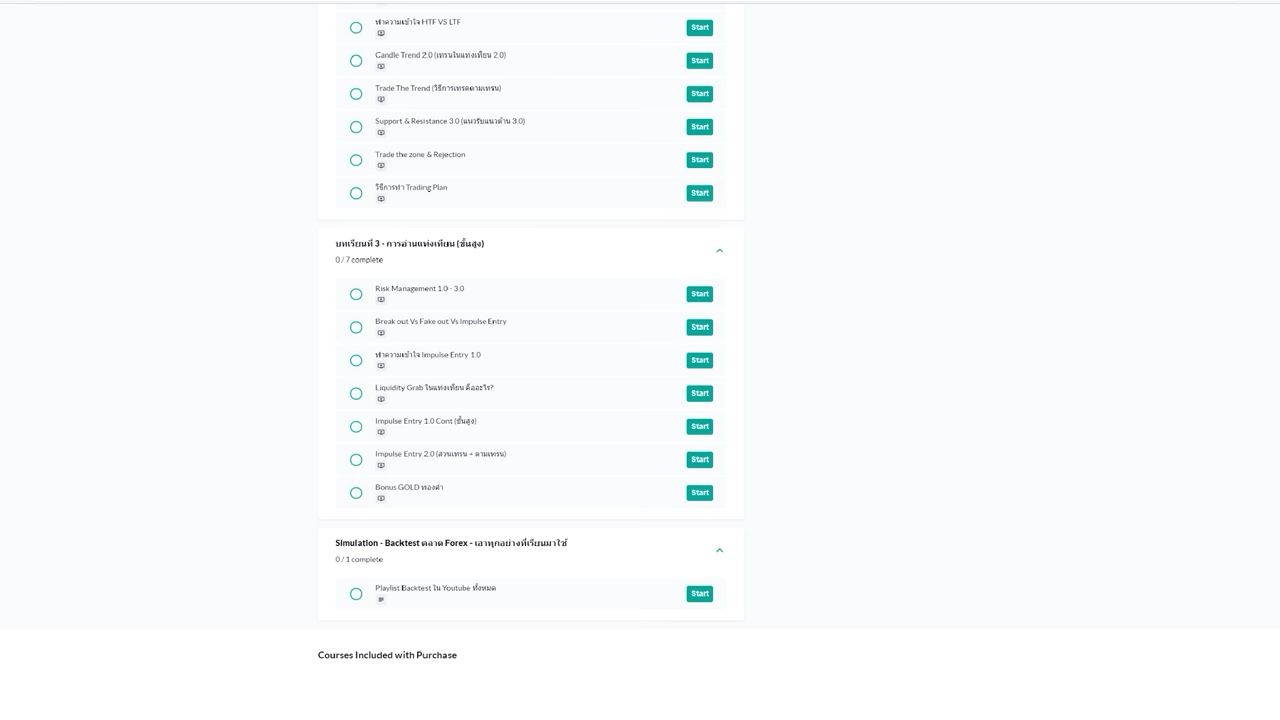 ทำความเข้าใจ HTF VS LTF
Start
Candle Trend 2.0 (เทรนในแท่งเทียน 2.0)
Start
Trade The Trend (วิธีการเทรดตามเทรน)
Start
Support & Resistance 3.0 (แนวรับแนวต้าน 3.0)
Start
Trade the zone & Rejection
Start
วิธีการทำ Trading Plan
Start
บทเรียนที่ 3 - การอ่านแท่งเทียน (ขั้นสูง)
0 / 7 complete
Risk Management 1.0 - 3.0
Start
Break out Vs Fake out Vs Impulse Entry
Start
ทำความเข้าใจ Impulse Entry 1.0
Start
Liquidity Grab ในแท่งเทียน คืออะไร?
Start
Impulse Entry 1.0 Cont (ขั้นสูง)
Start
Impulse Entry 2.0 (สวนเทรน + ตามเทรน)
Start
Bonus GOLD ทองคำ
Start
Simulation - Backtest ตลาด Forex - เอาทุกอย่างที่เรียนมาใช้
0 / 1 complete
Playlist Backtest ใน Youtube ทั้งหมด
Start
Courses Included with Purchase